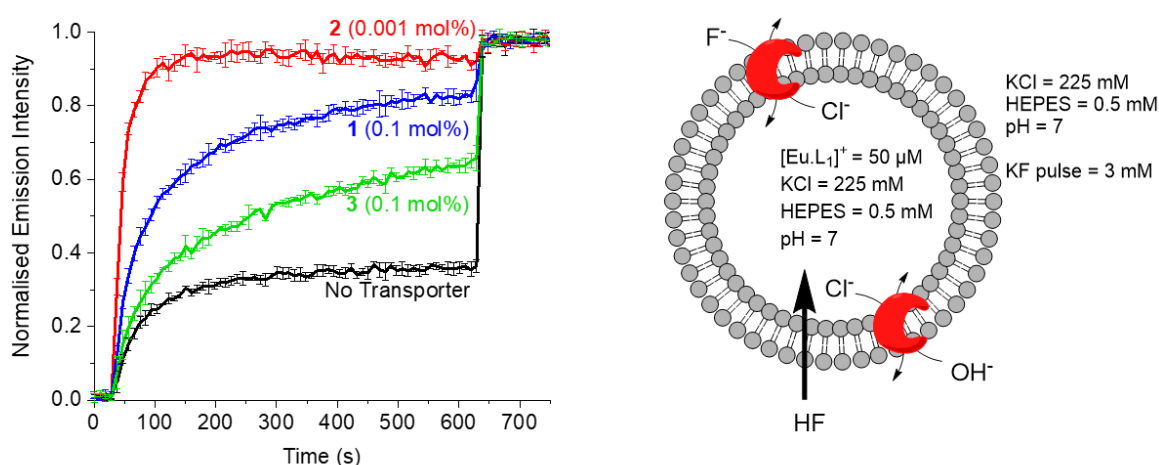 2 (0.001 mol%)
1 (0.1 mol%)
3 (0.1 mol%)
No Transporter
Normalised Emission Intensity
1.0
0.8
0.6
0.4
0.2
0.0
0 100 200 300 400 500 600 700
Time (s)
F⁻
Cl⁻
[Eu.L₁]⁺ = 50 µM
KCl = 225 mM
HEPES = 0.5 mM
pH = 7
Cl⁻
OH⁻
HF
KCl = 225 mM
HEPES = 0.5 mM
pH = 7
KF pulse = 3 mM